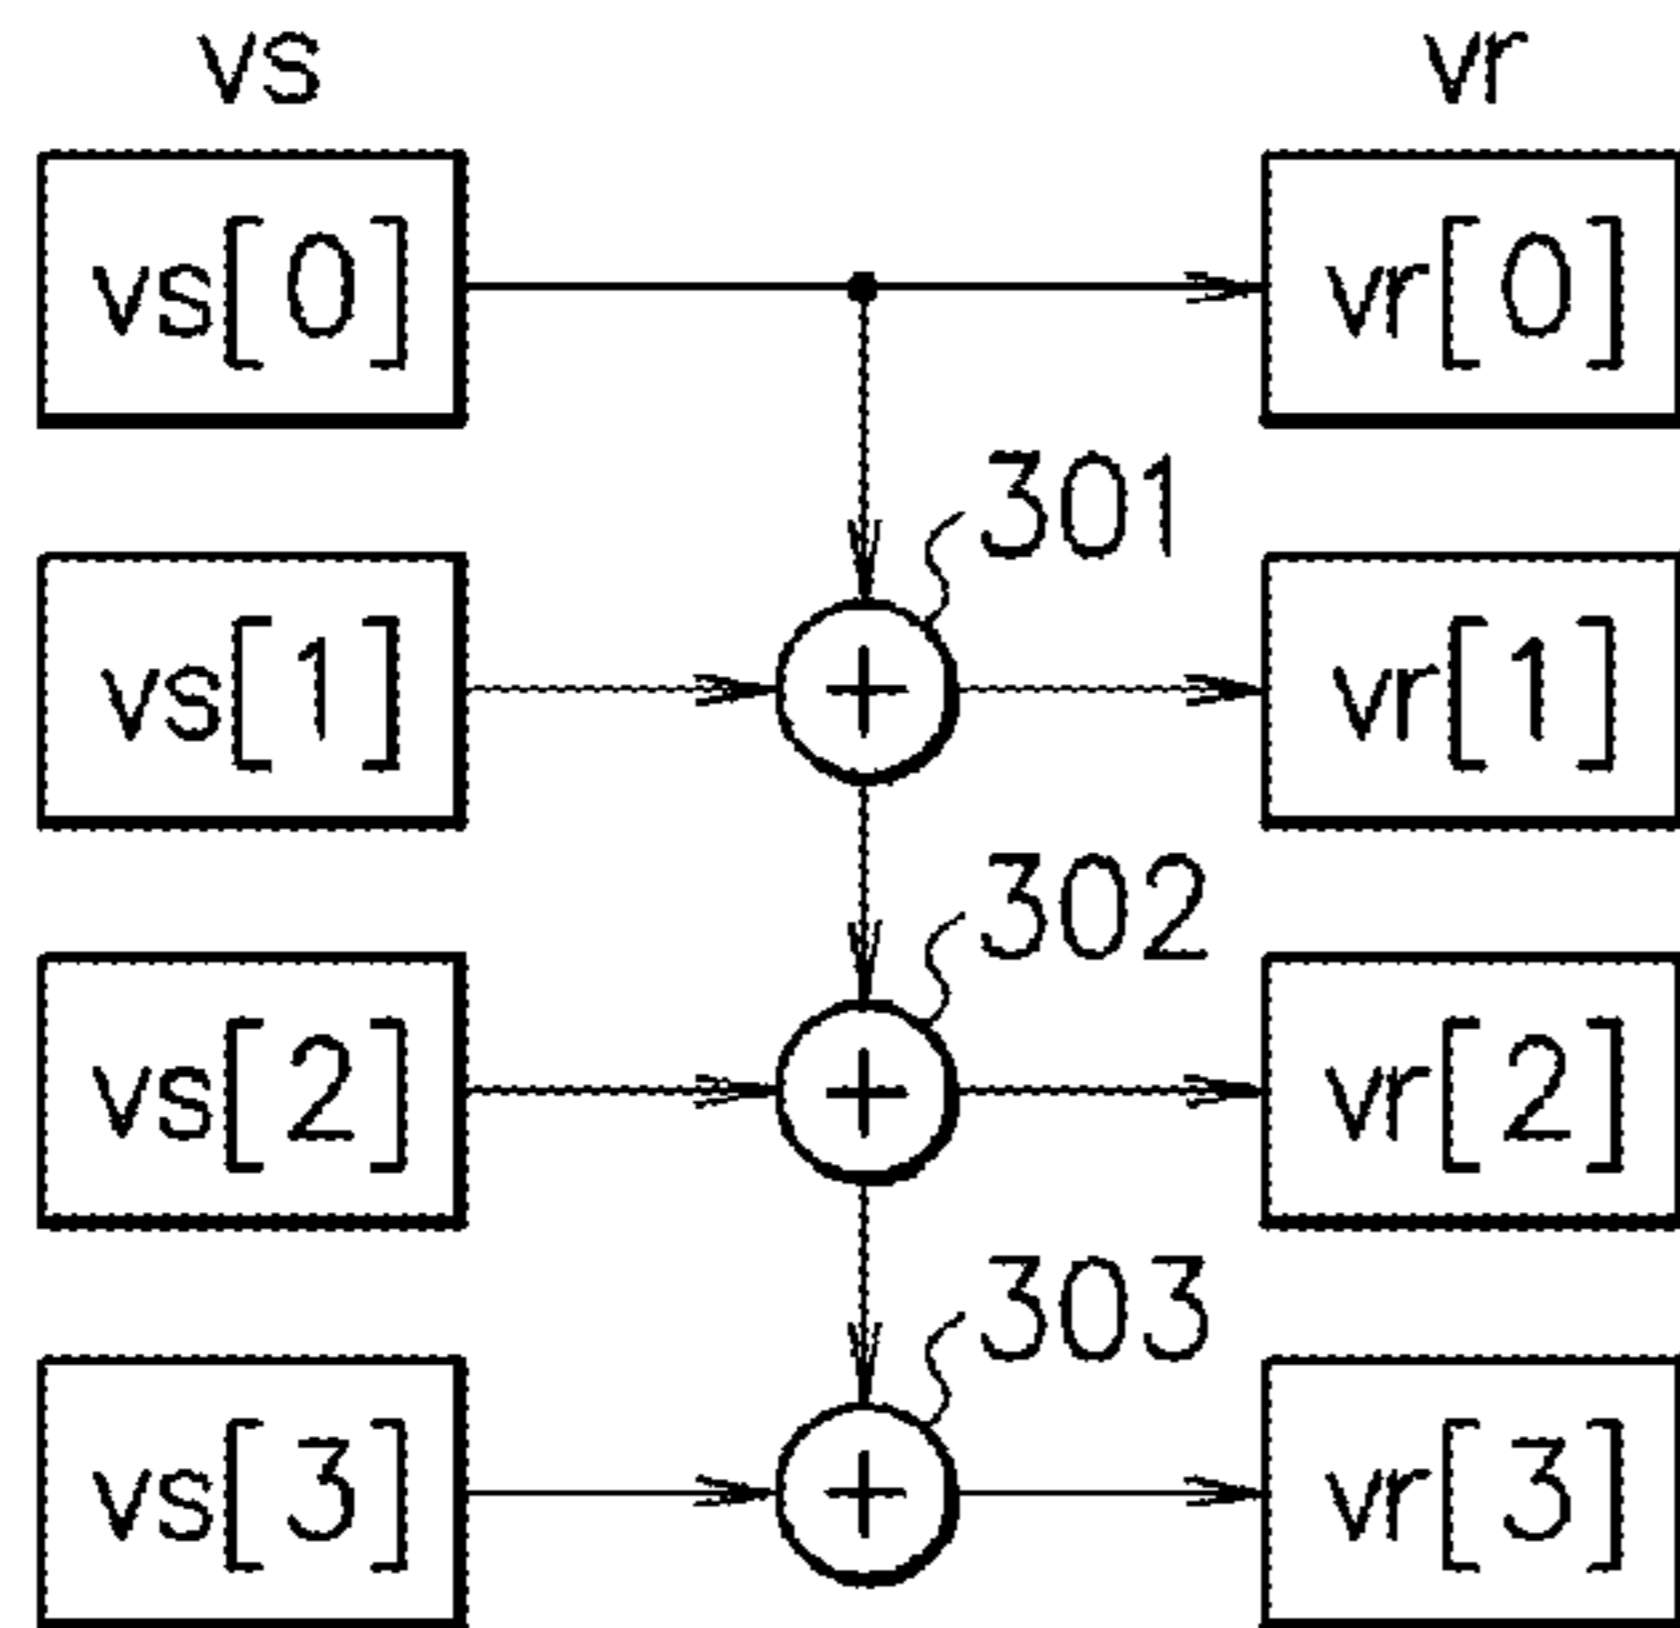 vs vr
vs[0] vr[0]
301
vs[1] + vr[1]
302
vs[2] + vr[2]
303
vs[3] + vr[3]